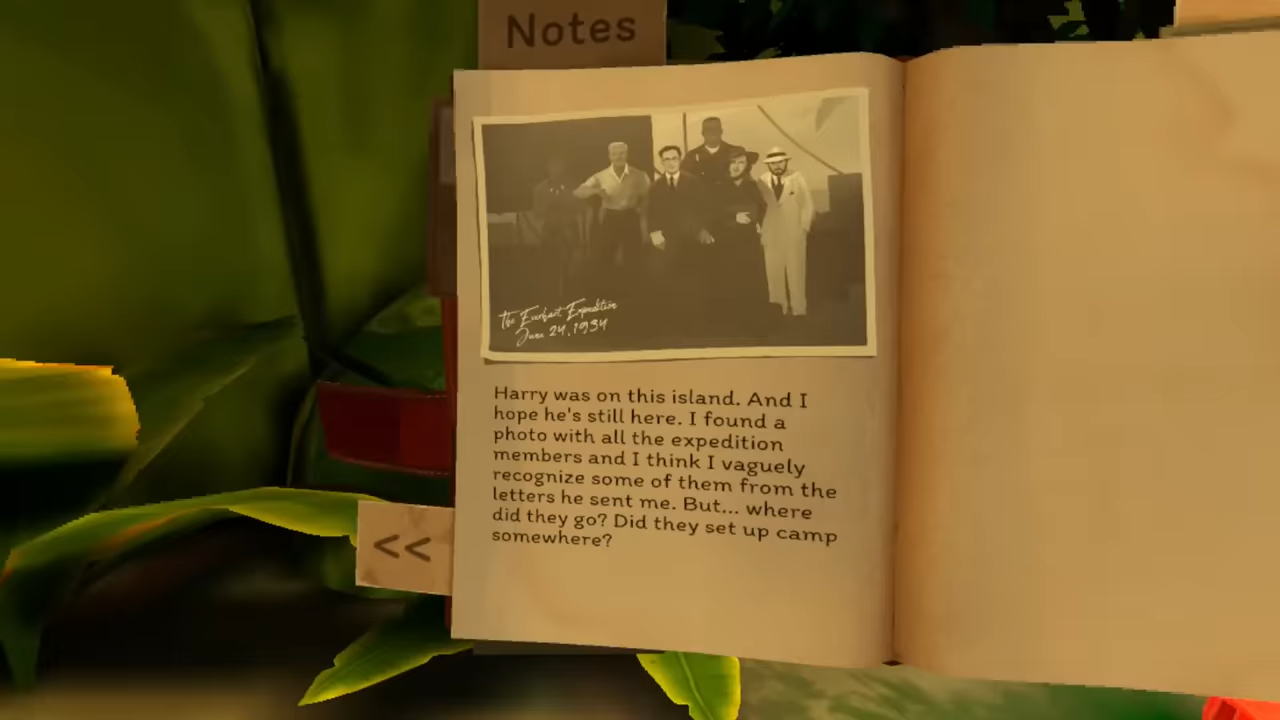 Notes
The Everhart Expedition
June 24, 1934
Harry was on this island. And I
hope he's still here. I found a
photo with all the expedition
members and I think I vaguely
recognize some of them from the
letters he sent me. But... where
did they go? Did they set up camp
somewhere?
<<